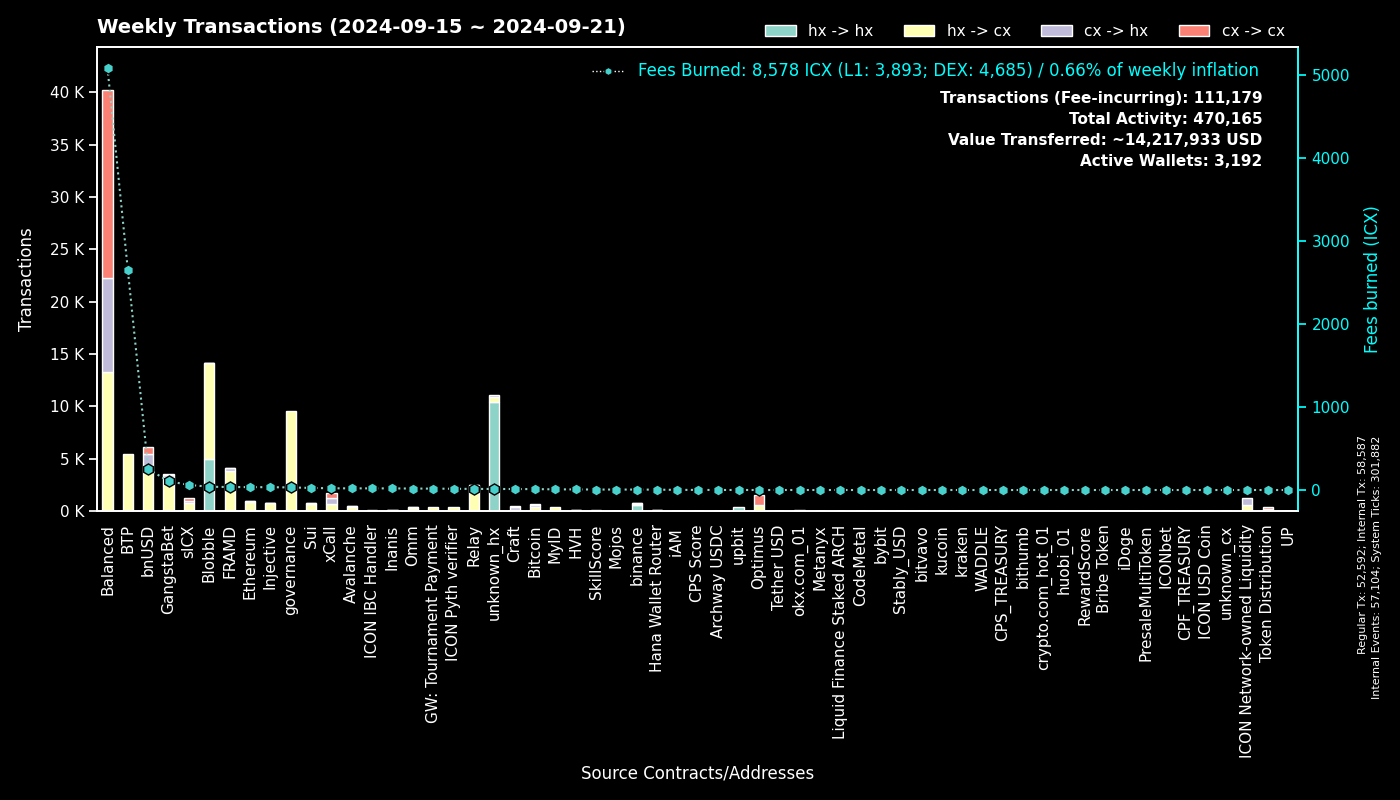 Weekly Transactions (2024-09-15 ~ 2024-09-21)
hx -> hx
hx -> cx
cx -> hx
cx -> cx
Fees Burned: 8,578 ICX (L1: 3,893; DEX: 4,685) / 0.66% of weekly inflation
Transactions (Fee-incurring): 111,179
Total Activity: 470,165
Value Transferred: ~14,217,933 USD
Active Wallets: 3,192
Transactions
40 K
35 K
30 K
25 K
20 K
15 K
10 K
5 K
0 K
5000
4000
3000
2000
1000
0
Fees burned (ICX)
Balanced
BTP
bnUSD
GangstaBet
sICX
Blobble
FRAMD
Ethereum
Injective
governance
Sui
xCall
Avalanche
ICON IBC Handler
Inanis
Omm
GW: Tournament Payment
ICON Pyth verifier
Relay
unknown_hx
Craft
Bitcoin
MyID
HVH
SkillScore
Mojos
binance
Hana Wallet Router
iAM
CPS Score
Archway USDC
upbit
Optimus
Tether USD
okx.com_01
Metanyx
Liquid Finance Staked ARCH
CodeMetal
bybit
Stably_USD
bitvavo
kucoin
kraken
WADDLE
CPS_TREASURY
bithumb
crypto.com_hot_01
huobi_01
RewardScore
Bribe Token
iDoge
PresaleMultiToken
ICONbet
CPF_TREASURY
ICON USD Coin
unknown_cx
ICON Network-owned Liquidity
Token Distribution
UP
Source Contracts/Addresses
Regular Tx: 52,592; Internal Tx: 58,587
Internal Events: 57,104; System Ticks: 301,882